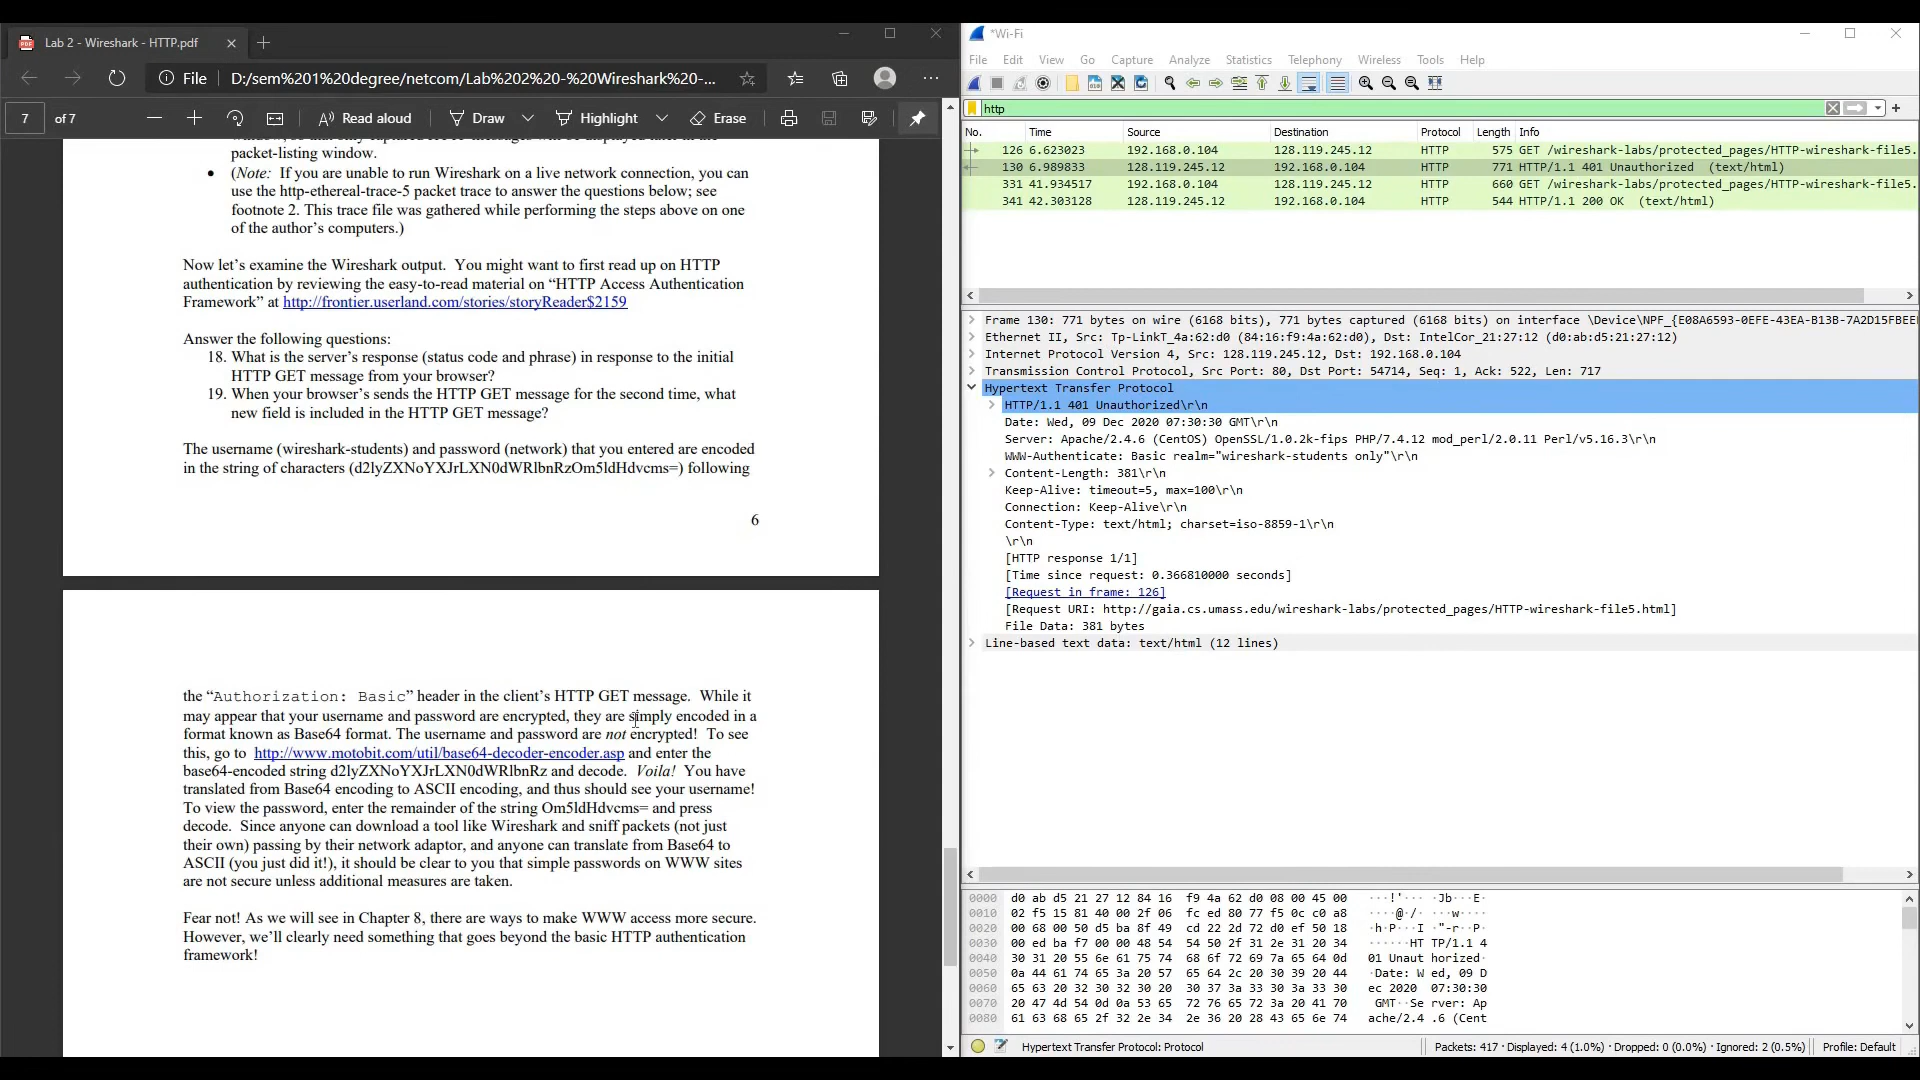 Lab 2 - Wireshark - HTTP.pdf
File
D:/sem%201%20degree/netcom/Lab%202%20-%20Wireshark%20-...
7 of 7
Read aloud
Draw
Highlight
Erase
packet-listing window.
• (Note: If you are unable to run Wireshark on a live network connection, you can
use the http-ethereal-trace-5 packet trace to answer the questions below; see
footnote 2. This trace file was gathered while performing the steps above on one
of the author's computers.)
Now let's examine the Wireshark output. You might want to first read up on HTTP
authentication by reviewing the easy-to-read material on "HTTP Access Authentication
Framework" at http://frontier.userland.com/stories/storyReader$2159
Answer the following questions:
18. What is the server's response (status code and phrase) in response to the initial
HTTP GET message from your browser?
19. When your browser's sends the HTTP GET message for the second time, what
new field is included in the HTTP GET message?
The username (wireshark-students) and password (network) that you entered are encoded
in the string of characters (d2lyZXNoYXJrLXN0dWRlbnRzOm5ldHdvcms=) following
6
the "Authorization: Basic" header in the client's HTTP GET message. While it
may appear that your username and password are encrypted, they are simply encoded in a
format known as Base64 format. The username and password are not encrypted! To see
this, go to http://www.motobit.com/util/base64-decoder-encoder.asp and enter the
base64-encoded string d2lyZXNoYXJrLXN0dWRlbnRz and decode. Voila! You have
translated from Base64 encoding to ASCII encoding, and thus should see your username!
To view the password, enter the remainder of the string Om5ldHdvcms= and press
decode. Since anyone can download a tool like Wireshark and sniff packets (not just
their own) passing by their network adaptor, and anyone can translate from Base64 to
ASCII (you just did it!), it should be clear to you that simple passwords on WWW sites
are not secure unless additional measures are taken.
Fear not! As we will see in Chapter 8, there are ways to make WWW access more secure.
However, we'll clearly need something that goes beyond the basic HTTP authentication
framework!
*Wi-Fi
File Edit View Go Capture Analyze Statistics Telephony Wireless Tools Help
http
No. Time Source Destination Protocol Length Info
126 6.623023 192.168.0.104 128.119.245.12 HTTP 575 GET /wireshark-labs/protected_pages/HTTP-wireshark-file5.
130 6.989833 128.119.245.12 192.168.0.104 HTTP 771 HTTP/1.1 401 Unauthorized (text/html)
331 41.934517 192.168.0.104 128.119.245.12 HTTP 660 GET /wireshark-labs/protected_pages/HTTP-wireshark-file5.
341 42.303128 128.119.245.12 192.168.0.104 HTTP 544 HTTP/1.1 200 OK (text/html)
Frame 130: 771 bytes on wire (6168 bits), 771 bytes captured (6168 bits) on interface \Device\NPF_{E08A6593-0EFE-43EA-B13B-7A2D15FBEE
Ethernet II, Src: Tp-LinkT_4a:62:d0 (84:16:f9:4a:62:d0), Dst: IntelCor_21:27:12 (d0:ab:d5:21:27:12)
Internet Protocol Version 4, Src: 128.119.245.12, Dst: 192.168.0.104
Transmission Control Protocol, Src Port: 80, Dst Port: 54714, Seq: 1, Ack: 522, Len: 717
Hypertext Transfer Protocol
HTTP/1.1 401 Unauthorized\r\n
Date: Wed, 09 Dec 2020 07:30:30 GMT\r\n
Server: Apache/2.4.6 (CentOS) OpenSSL/1.0.2k-fips PHP/7.4.12 mod_perl/2.0.11 Perl/v5.16.3\r\n
WWW-Authenticate: Basic realm="wireshark-students only"\r\n
Content-Length: 381\r\n
Keep-Alive: timeout=5, max=100\r\n
Connection: Keep-Alive\r\n
Content-Type: text/html; charset=iso-8859-1\r\n
\r\n
[HTTP response 1/1]
[Time since request: 0.366810000 seconds]
[Request in frame: 126]
[Request URI: http://gaia.cs.umass.edu/wireshark-labs/protected_pages/HTTP-wireshark-file5.html]
File Data: 381 bytes
Line-based text data: text/html (12 lines)
0000 d0 ab d5 21 27 12 84 16 f9 4a 62 d0 08 00 45 00 ···!'··· ·Jb···E·
0010 02 f5 15 81 40 00 2f 06 fc ed 80 77 f5 0c c0 a8 ····@·/· ···w····
0020 00 68 00 50 d5 ba 8f 49 cd 22 2d 72 d0 ef 50 18 ·h·P···I ·"-r··P·
0030 00 ed ba f7 00 00 48 54 54 50 2f 31 2e 31 20 34 ······HT TP/1.1 4
0040 30 31 20 55 6e 61 75 74 68 6f 72 69 7a 65 64 0d 01 Unaut horized·
0050 0a 44 61 74 65 3a 20 57 65 64 2c 20 30 39 20 44 ·Date: W ed, 09 D
0060 65 63 20 32 30 32 30 20 30 37 3a 33 30 3a 33 30 ec 2020 07:30:30
0070 20 47 4d 54 0d 0a 53 65 72 76 65 72 3a 20 41 70 GMT··Se rver: Ap
0080 61 63 68 65 2f 32 2e 34 2e 36 20 28 43 65 6e 74 ache/2.4 .6 (Cent
Hypertext Transfer Protocol: Protocol
Packets: 417 · Displayed: 4 (1.0%) · Dropped: 0 (0.0%) · Ignored: 2 (0.5%)
Profile: Default